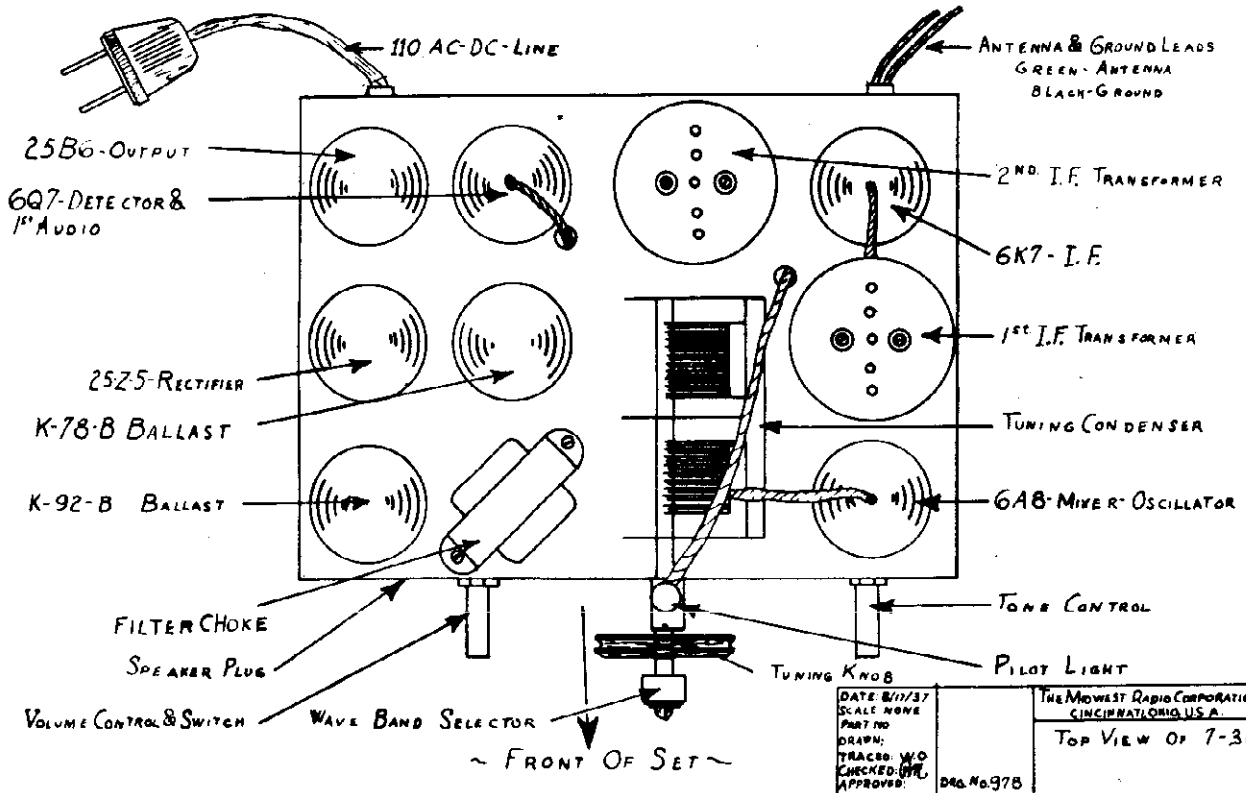 110 AC-DC-LINE
ANTENNA & GROUND LEADS
GREEN-ANTENNA
BLACK-GROUND
25B6-OUTPUT
6Q7-DETECTOR &
1ST AUDIO
2ND. I.F. TRANSFORMER
6K7-I.F.
1ST I.F. TRANSFORMER
25Z5-RECTIFIER
K-78-B BALLAST
TUNING CONDENSER
K-92-B BALLAST
6A8-MIXER-OSCILLATOR
FILTER CHOKE
TONE CONTROL
SPEAKER PLUG
TUNING KNOB
PILOT LIGHT
VOLUME CONTROL & SWITCH
WAVE BAND SELECTOR
~ FRONT OF SET ~
DATE: 8/17/37
SCALE NONE
PART NO
DRAWN:
TRACED: W.O.
CHECKED:
APPROVED:
DRG. NO. 978
THE MIDWEST RADIO CORPORATI
CINCINNATI, OHIO, U.S.A.
TOP VIEW OF 7-3